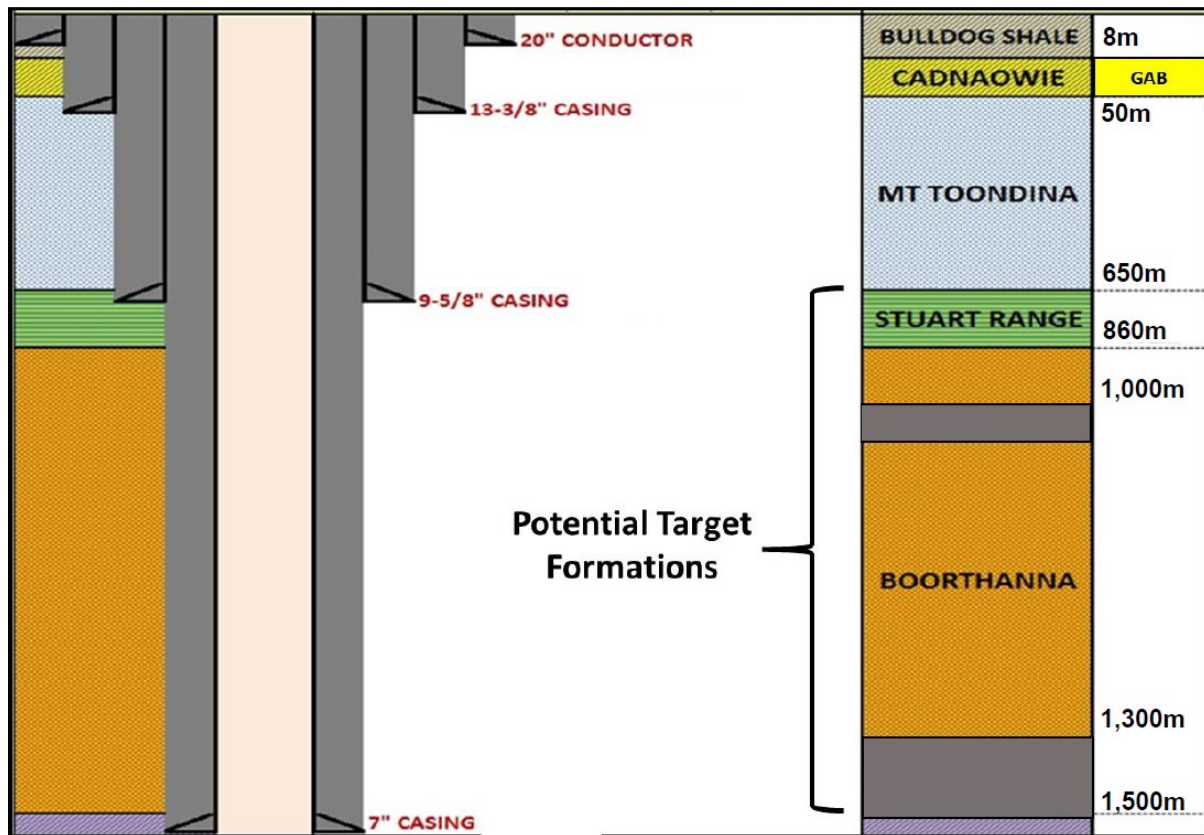 20" CONDUCTOR
13-3/8" CASING
9-5/8" CASING
7" CASING
Potential Target
Formations
BULLDOG SHALE
8m
CADNAOWIE
GAB
50m
MT TOONDINA
650m
STUART RANGE
860m
1,000m
BOORTHANNA
1,300m
1,500m